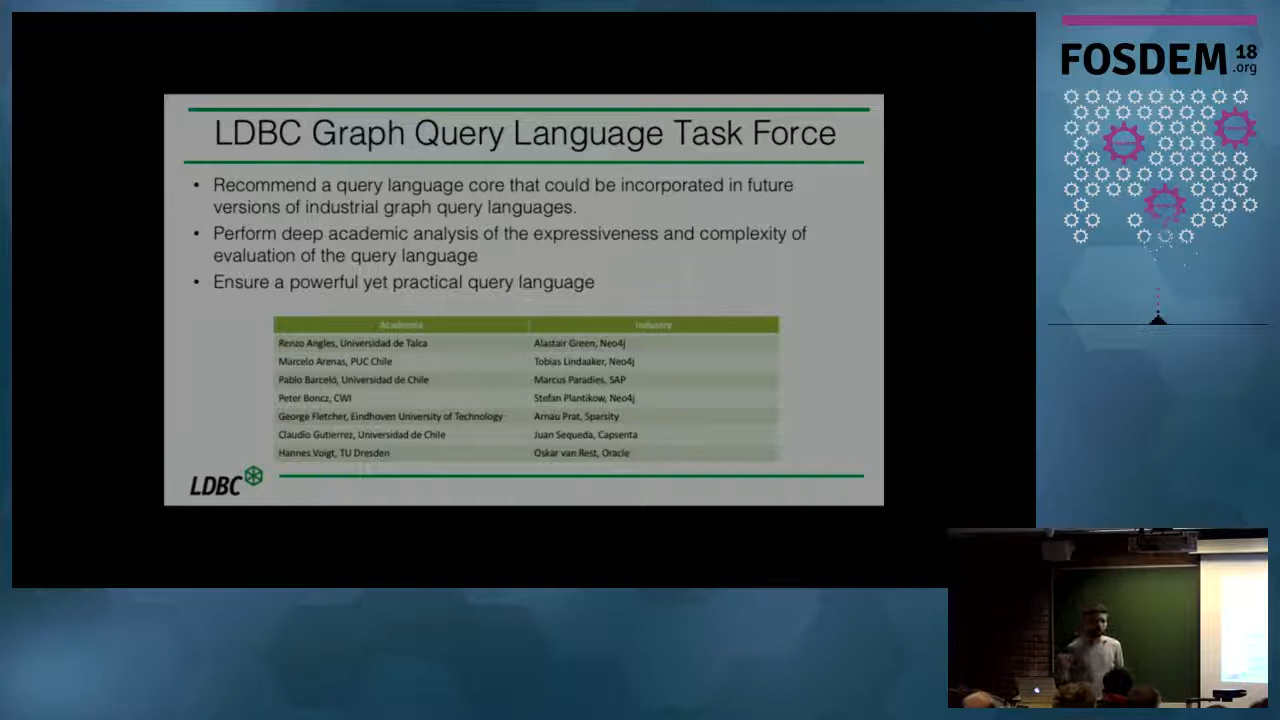 FOSDEM 18
.org
LDBC Graph Query Language Task Force
• Recommend a query language core that could be incorporated in future
versions of industrial graph query languages.
• Perform deep academic analysis of the expressiveness and complexity of
evaluation of the query language
• Ensure a powerful yet practical query language
Academia Industry
Renzo Angles, Universidad de Talca Alastair Green, Neo4j
Marcelo Arenas, PUC Chile Tobias Lindaaker, Neo4j
Pablo Barceló, Universidad de Chile Marcus Paradies, SAP
Peter Boncz, CWI Stefan Plantikow, Neo4j
George Fletcher, Eindhoven University of Technology Arnau Prat, Sparsity
Claudio Gutierrez, Universidad de Chile Juan Sequeda, Capsenta
Hannes Voigt, TU Dresden Oskar van Rest, Oracle
LDBC